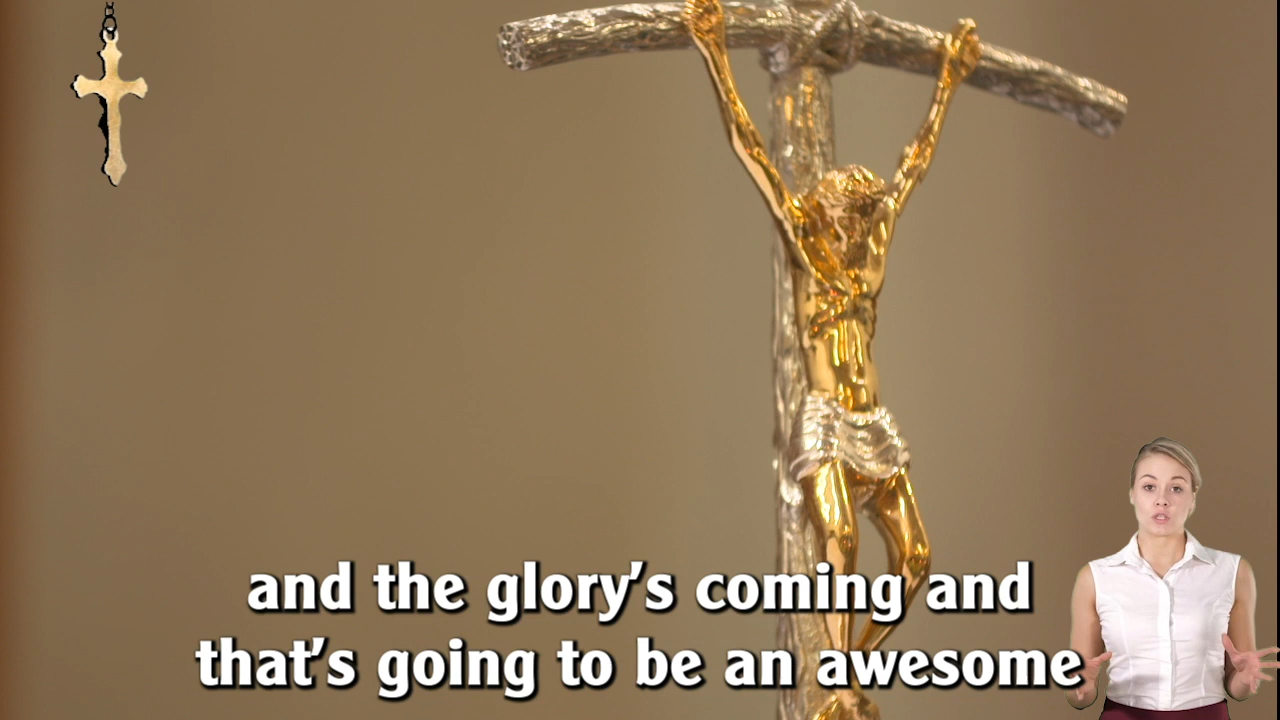 and the glory's coming and
that's going to be an awesome